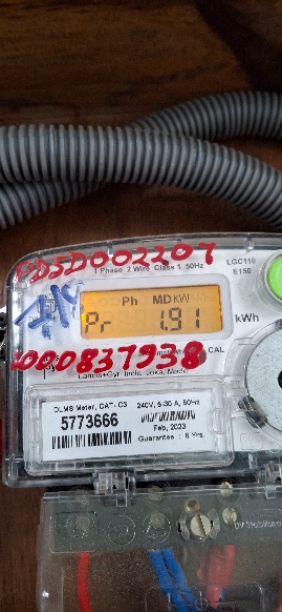 PDSD002207
1 Phase 2 Wire Class 1 50Hz
LGC110
E150
Ph MD KW
Pr 1.91
kWh
1000837938
CAL
DLMS Meter, CAT- C3
5773666
240V, 5-30 A, 50Hz
Feb, 2023
Guarantee : 5 Yrs.